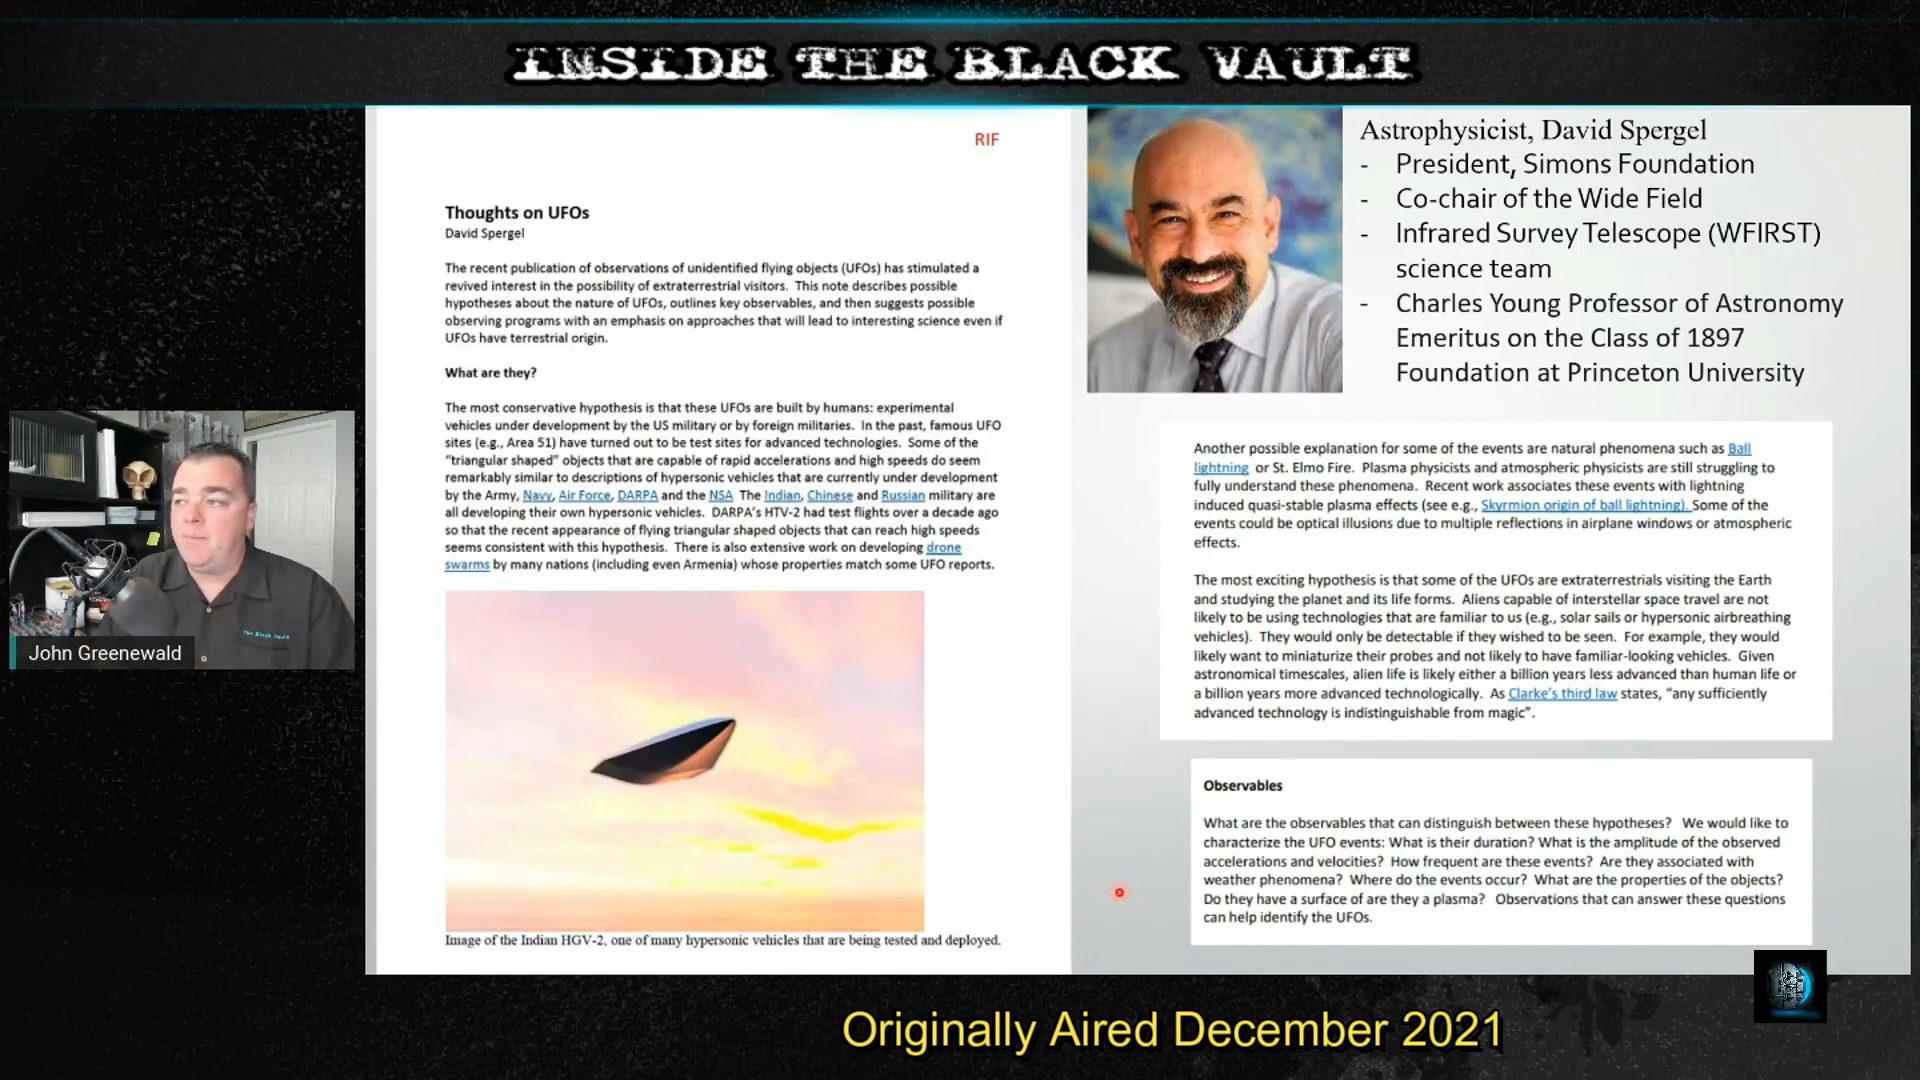 INSIDE THE BLACK VAULT
RIF
Thoughts on UFOs
David Spergel
The recent publication of observations of unidentified flying objects (UFOs) has stimulated a
revived interest in the possibility of extraterrestrial visitors. This note describes possible
hypotheses about the nature of UFOs, outlines key observables, and then suggests possible
observing programs with an emphasis on approaches that will lead to interesting science even if
UFOs have terrestrial origin.
What are they?
The most conservative hypothesis is that these UFOs are built by humans: experimental
vehicles under development by the US military or by foreign militaries. In the past, famous UFO
sites (e.g., Area 51) have turned out to be test sites for advanced technologies. Some of the
"triangular shaped" objects that are capable of rapid accelerations and high speeds do seem
remarkably similar to descriptions of hypersonic vehicles that are currently under development
by the Army, Navy, Air Force, DARPA and the NSA The Indian, Chinese and Russian military are
all developing their own hypersonic vehicles. DARPA's HTV-2 had test flights over a decade ago
so that the recent appearance of flying triangular shaped objects that can reach high speeds
seems consistent with this hypothesis. There is also extensive work on developing drone
swarms by many nations (including even Armenia) whose properties match some UFO reports.
Image of the Indian HGV-2, one of many hypersonic vehicles that are being tested and deployed.
Astrophysicist, David Spergel
- President, Simons Foundation
- Co-chair of the Wide Field
- Infrared Survey Telescope (WFIRST)
science team
- Charles Young Professor of Astronomy
Emeritus on the Class of 1897
Foundation at Princeton University
Another possible explanation for some of the events are natural phenomena such as Ball
lightning or St. Elmo Fire. Plasma physicists and atmospheric physicists are still struggling to
fully understand these phenomena. Recent work associates these events with lightning
induced quasi-stable plasma effects (see e.g., Skyrmion origin of ball lightning). Some of the
events could be optical illusions due to multiple reflections in airplane windows or atmospheric
effects.
The most exciting hypothesis is that some of the UFOs are extraterrestrials visiting the Earth
and studying the planet and its life forms. Aliens capable of interstellar space travel are not
likely to be using technologies that are familiar to us (e.g., solar sails or hypersonic airbreathing
vehicles). They would only be detectable if they wished to be seen. For example, they would
likely want to miniaturize their probes and not likely to have familiar-looking vehicles. Given
astronomical timescales, alien life is likely either a billion years less advanced than human life or
a billion years more advanced technologically. As Clarke's third law states, "any sufficiently
advanced technology is indistinguishable from magic".
Observables
What are the observables that can distinguish between these hypotheses? We would like to
characterize the UFO events: What is their duration? What is the amplitude of the observed
accelerations and velocities? How frequent are these events? Are they associated with
weather phenomena? Where do the events occur? What are the properties of the objects?
Do they have a surface of are they a plasma? Observations that can answer these questions
can help identify the UFOs.
The Black Vault
John Greenewald
Originally Aired December 2021